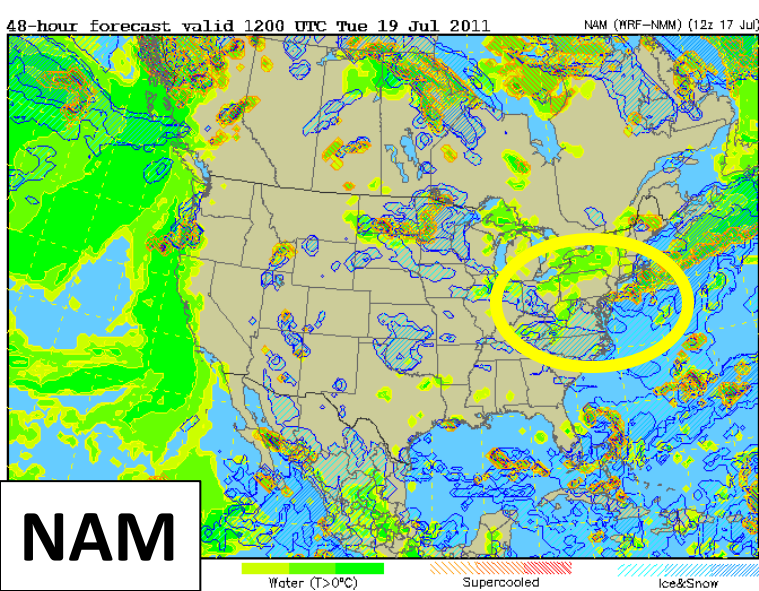 48-hour forecast valid 1200 UTC Tue 19 Jul 2011
NAM (WRF-NMM) (12z 17 Jul)
NAM
Water (T>0°C)
Supercooled
Ice&Snow